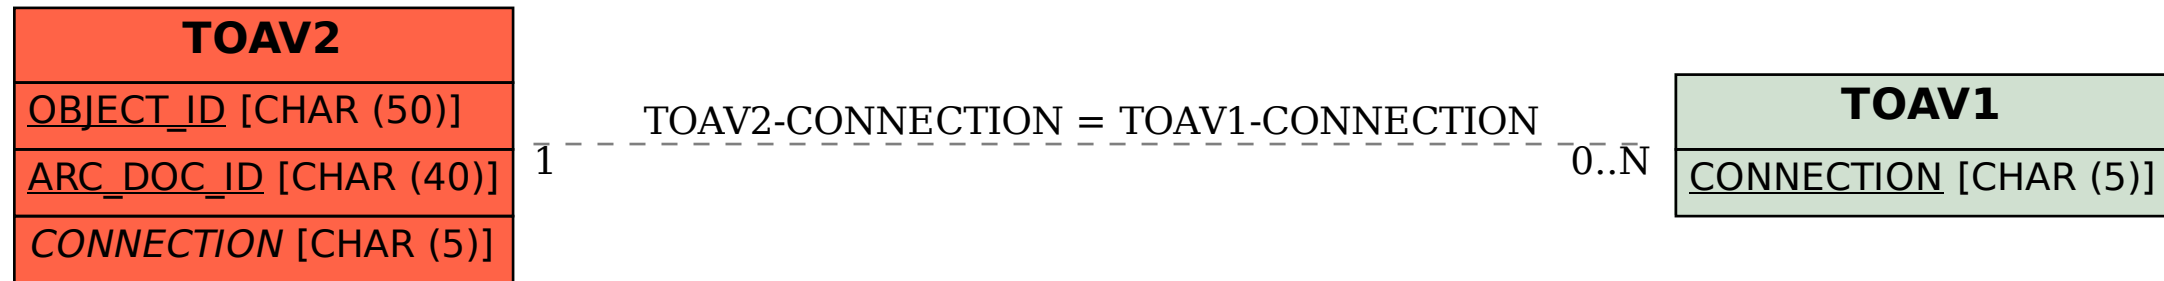 TOAV2
OBJECT_ID [CHAR (50)]
ARC_DOC_ID [CHAR (40)]
CONNECTION [CHAR (5)]
TOAV2-CONNECTION = TOAV1-CONNECTION
1
0..N
TOAV1
CONNECTION [CHAR (5)]